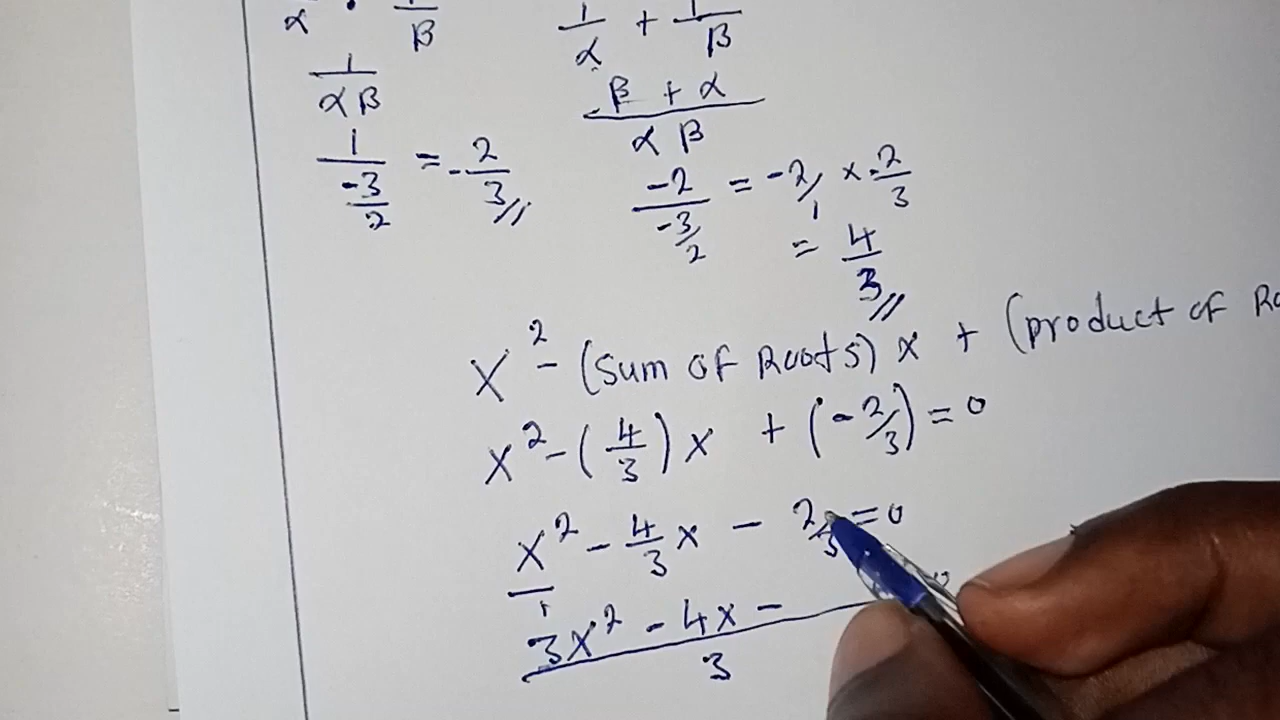 α · 1/β    1/α + 1/β
1/αβ    β + α / αβ
1/(-3/2) = -2/3    -2/(-3/2) = -2/1 × -2/3
= 4/3
x² - (sum of Roots) x + (product of
x² - (4/3) x + (-2/3) = 0
x²/1 - 4/3 x - 2/3 = 0
3x² - 4x - / 3